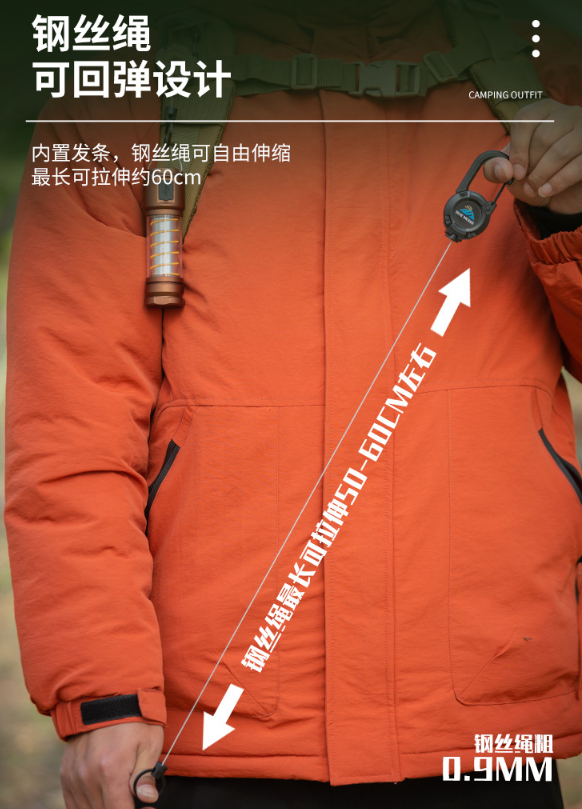 钢丝绳
可回弹设计
CAMPING OUTFIT
内置发条，钢丝绳可自由伸缩
最长可拉伸约60cm
钢丝绳最长可拉伸50-60CM左右
钢丝绳粗
0.9MM